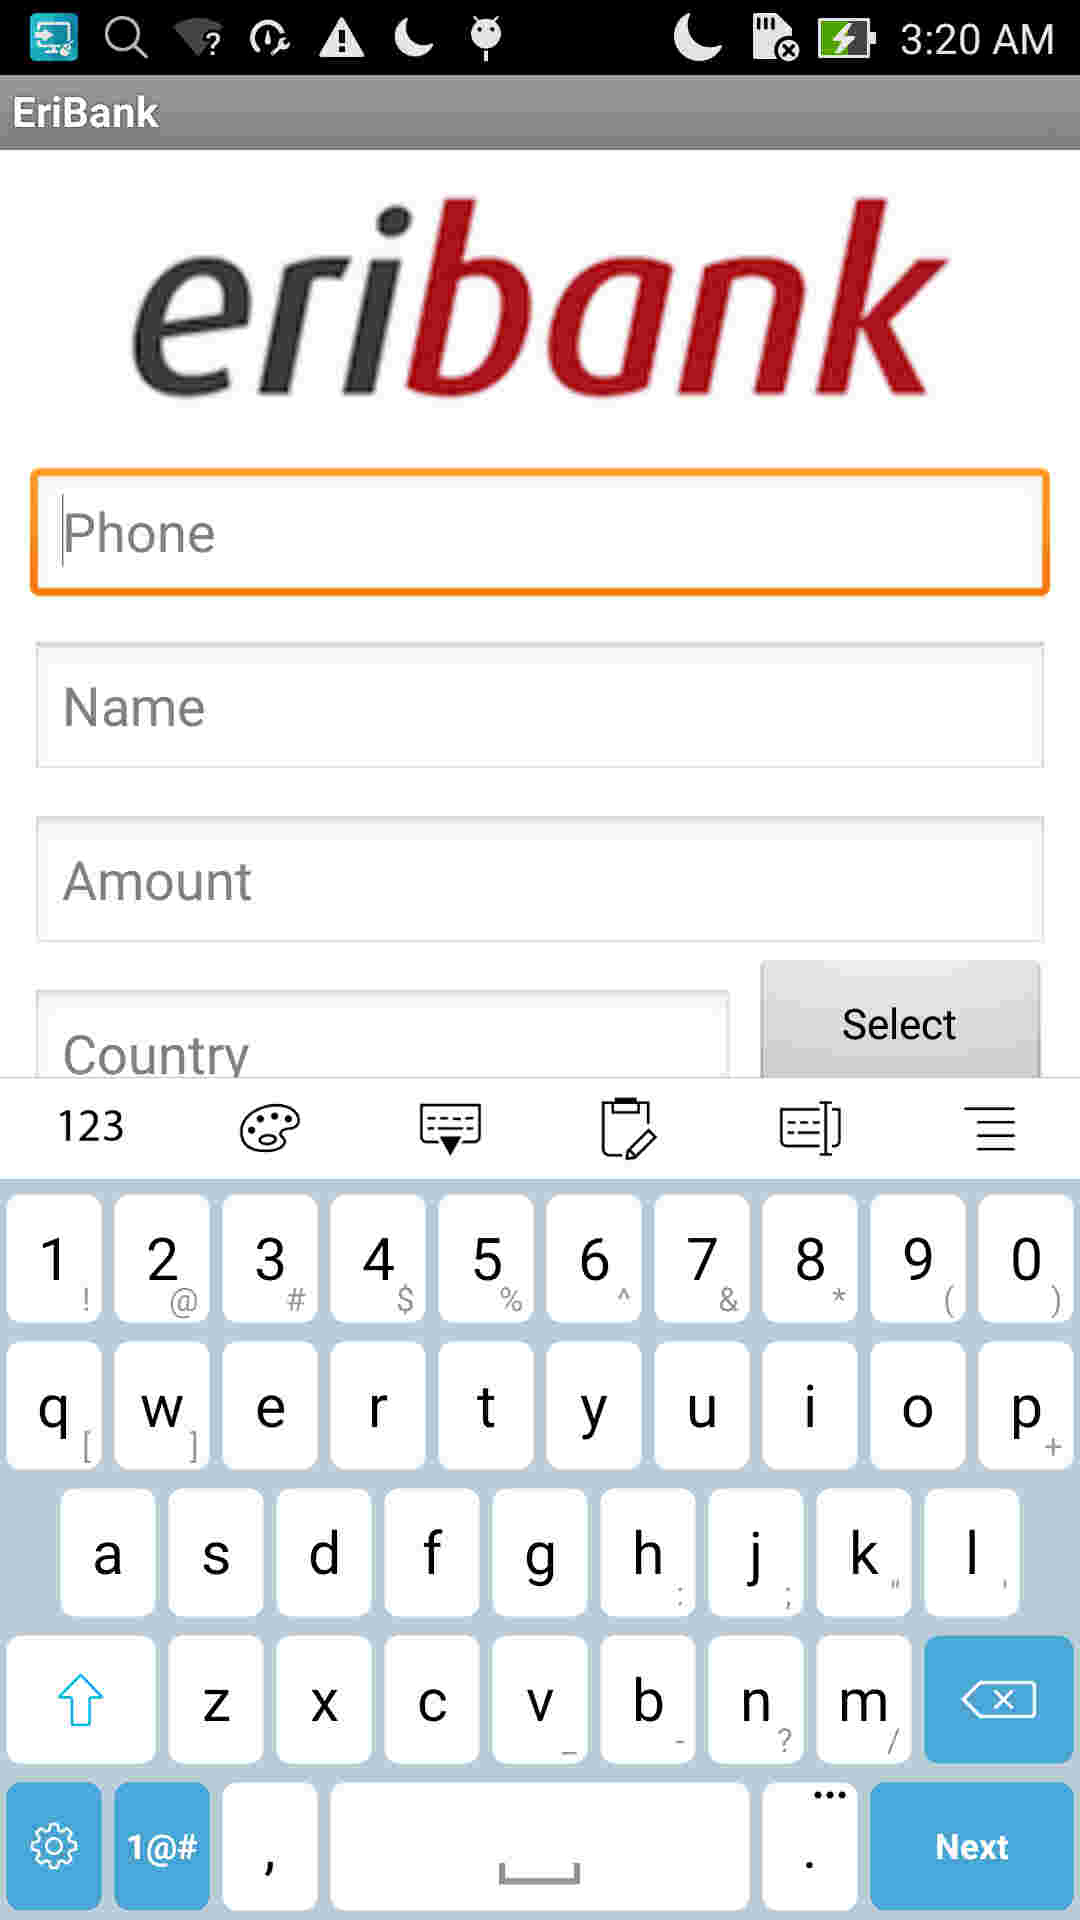 3:20 AM
EriBank
eribank
Phone
Name
Amount
Country
Select
123
1 2 3 4 5 6 7 8 9 0
! @ # $ % ^ & * ( )
q w e r t y u i o p
[ ] +
a s d f g h j k l
: ; " '
z x c v b n m
_ - ? /
1@# , . Next